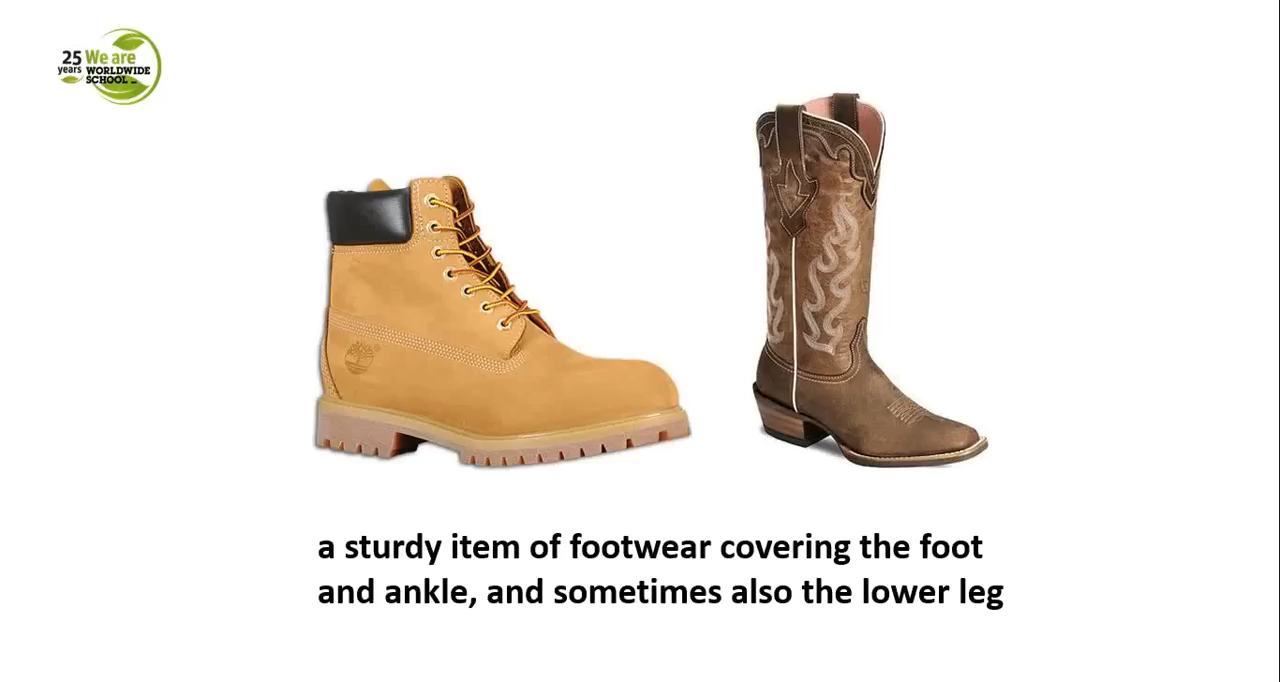 25 We are
years WORLDWIDE
SCHOOL
a sturdy item of footwear covering the foot
and ankle, and sometimes also the lower leg